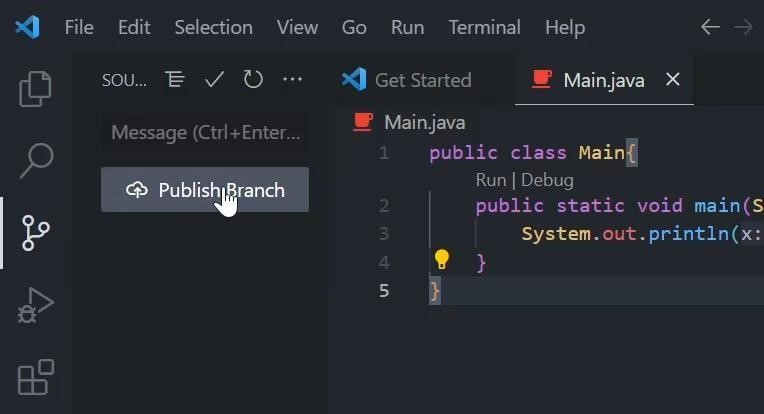 File Edit Selection View Go Run Terminal Help
SOU...
Get Started
Main.java
Message (Ctrl+Enter...
Publish Branch
Main.java
1 public class Main{
Run | Debug
2 public static void main(S
3 System.out.println(x:
4 }
5 }